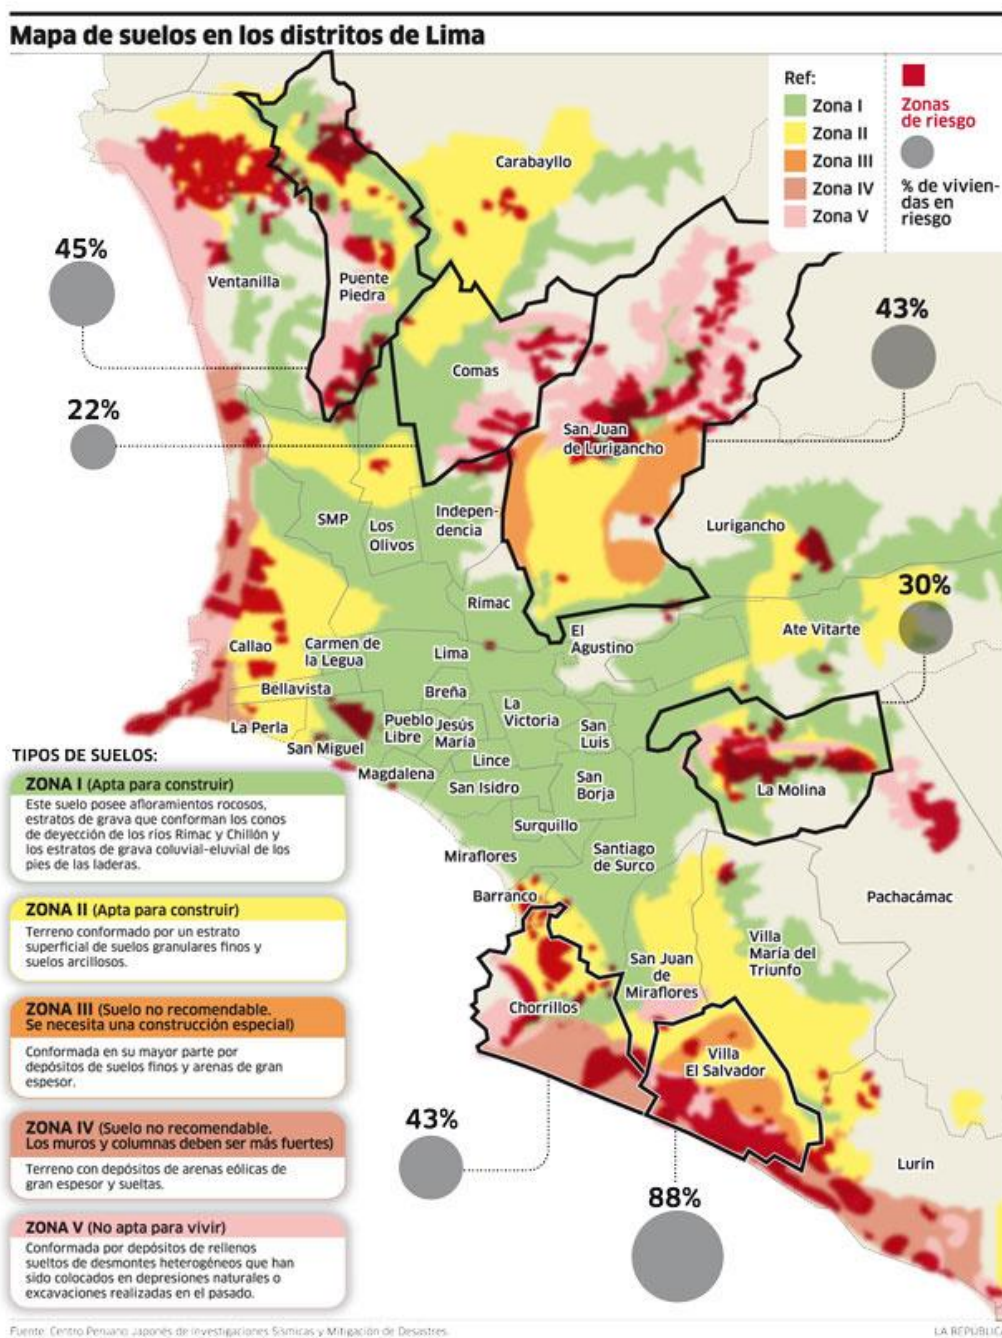 Mapa de suelos en los distritos de Lima
Ref:
Zona I
Zona II
Zona III
Zona IV
Zona V
Zonas
de riesgo
% de vivien-
das en
riesgo
Carabayllo
45%
Ventanilla
Puente
Piedra
43%
Comas
22%
San Juan
de Lurigancho
SMP
Los
Olivos
Indepen-
dencia
Lurigancho
30%
Rímac
El
Agustino
Ate Vitarte
Callao
Carmen de
la Legua
Lima
Bellavista
Breña
La
Victoria
La Perla
San Miguel
Pueblo
Libre
Jesús
María
San
Luis
Magdalena
Lince
San Isidro
San
Borja
La Molina
Surquillo
Miraflores
Santiago
de Surco
Barranco
Pachacámac
Villa
María del
Triunfo
San Juan
de
Miraflores
Chorrillos
Villa
El Salvador
43%
88%
Lurín
TIPOS DE SUELOS:
ZONA I (Apta para construir)
Este suelo posee afloramientos rocosos,
estratos de grava que conforman los conos
de deyección de los ríos Rimac y Chillón y
los estratos de grava coluvial-eluvial de los
pies de las laderas.
ZONA II (Apta para construir)
Terreno conformado por un estrato
superficial de suelos granulares finos y
suelos arcillosos.
ZONA III (Suelo no recomendable.
Se necesita una construcción especial)
Conformada en su mayor parte por
depósitos de suelos finos y arenas de gran
espesor.
ZONA IV (Suelo no recomendable.
Los muros y columnas deben ser más fuertes)
Terreno con depósitos de arenas eólicas de
gran espesor y sueltas.
ZONA V (No apta para vivir)
Conformada por depósitos de rellenos
sueltos de desmontes heterogéneos que han
sido colocados en depresiones naturales o
excavaciones realizadas en el pasado.
Fuente: Centro Peruano Japonés de Investigaciones Sísmicas y Mitigación de Desastres.
LA REPÚBLIC